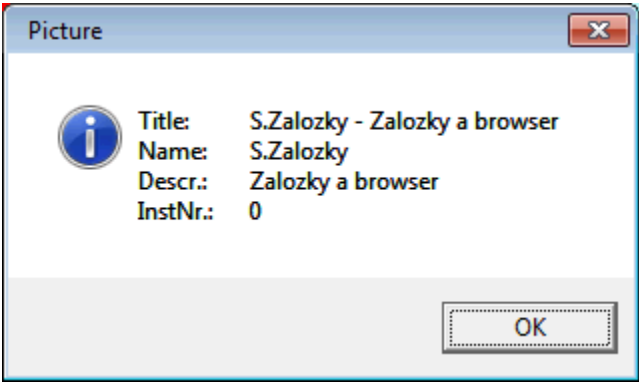 Picture
Title: S.Zalozky - Zalozky a browser
Name: S.Zalozky
Descr.: Zalozky a browser
InstNr.: 0
OK